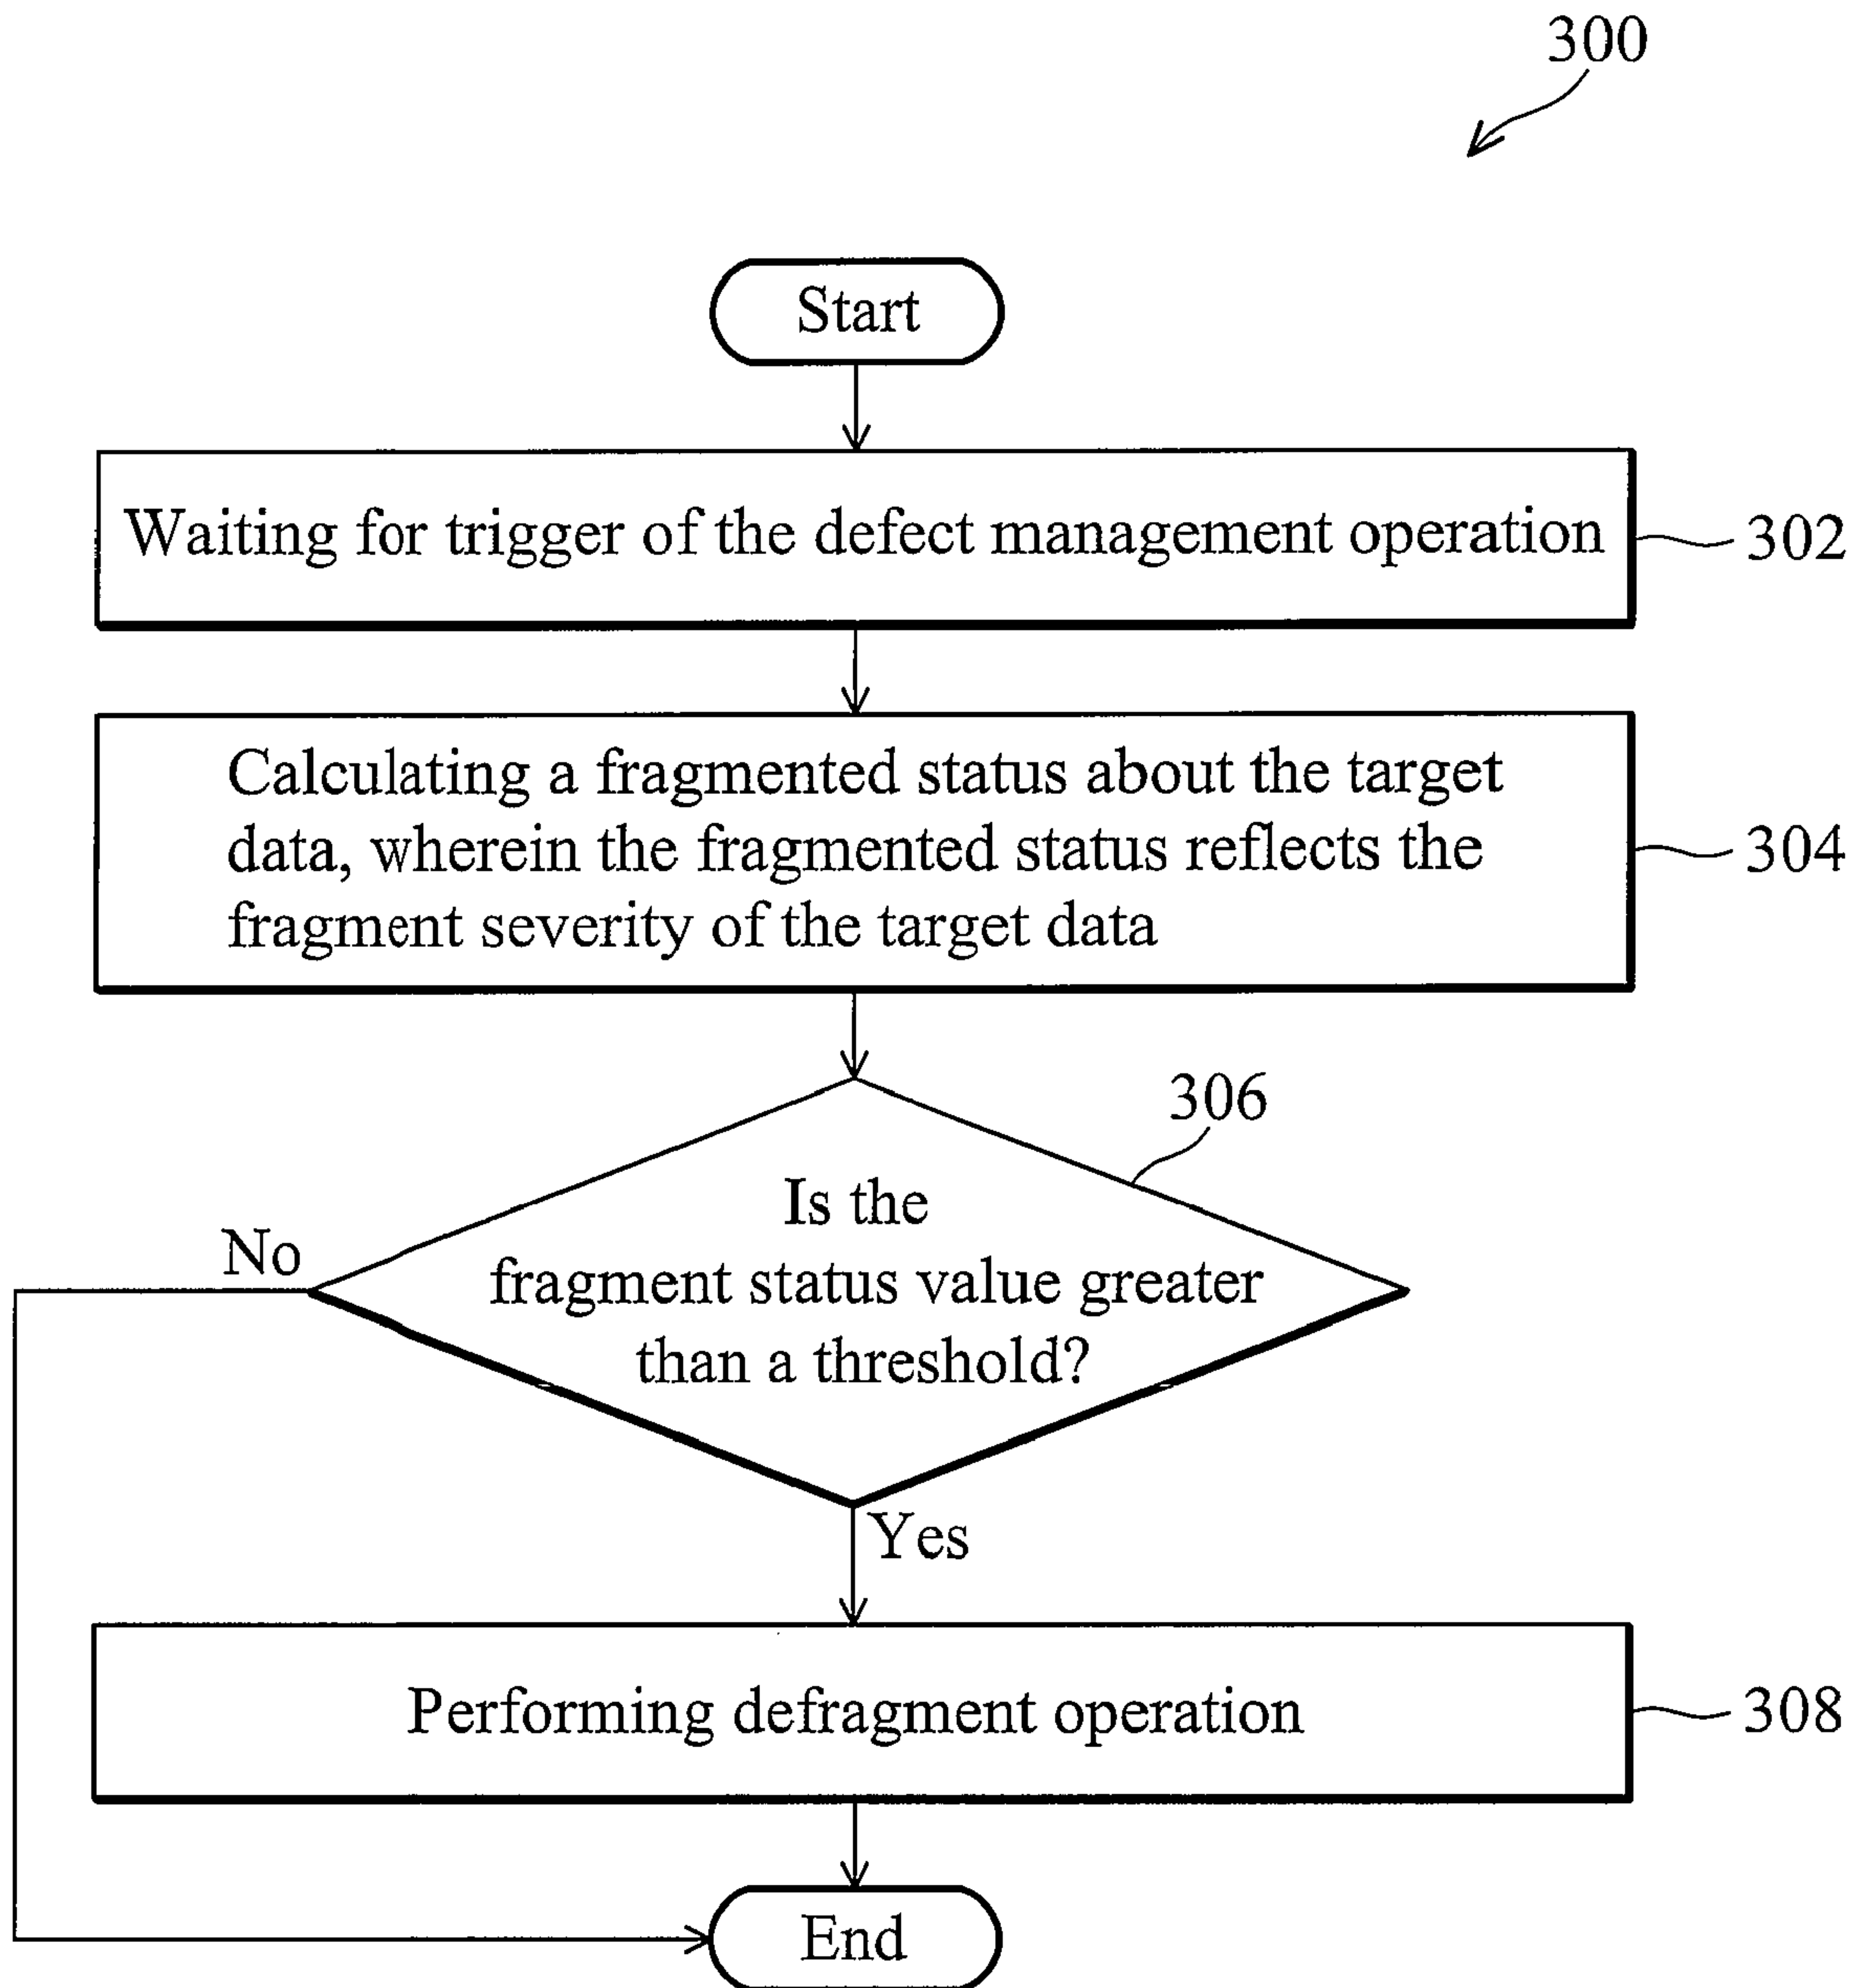 300
Start
Waiting for trigger of the defect management operation
302
Calculating a fragmented status about the target
data, wherein the fragmented status reflects the
fragment severity of the target data
304
306
Is the
fragment status value greater
than a threshold?
No
Yes
Performing defragment operation
308
End